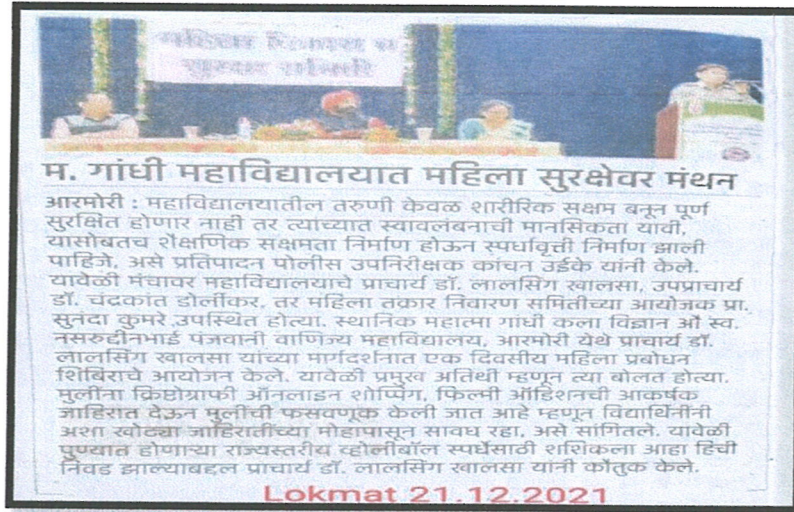 महिला विकास व
म. गांधी महाविद्यालयात महिला सुरक्षेवर मंथन
आरमोरी : महाविद्यालयातील तरुणी केवळ शारीरिक सक्षम बनून पूर्ण
सुरक्षित होणार नाही तर त्यांच्यात स्वावलंबनाची मानसिकता यावी,
यासोबतच शैक्षणिक सक्षमता निर्माण होऊन स्पर्धावृत्ती निर्माण झाली
पाहिजे, असे प्रतिपादन पोलीस उपनिरीक्षक कांचन उईके यांनी केले.
यावेळी मंचावर महाविद्यालयाचे प्राचार्य डॉ. लालसिंग खालसा, उपप्राचार्य
डॉ. चंद्रकांत डोर्लीकर, तर महिला तक्रार निवारण समितीच्या आयोजक प्रा.
सुनंदा कुमरे उपस्थित होत्या. स्थानिक महात्मा गांधी कला विज्ञान औ स्व.
नसरुद्दीनभाई पंजवानी वाणिज्य महाविद्यालय, आरमोरी येथे प्राचार्य डॉ.
लालसिंग खालसा यांच्या मार्गदर्शनात एक दिवसीय महिला प्रबोधन
शिबिराचे आयोजन केले. यावेळी प्रमुख अतिथी म्हणून त्या बोलत होत्या.
मुलींना क्रिप्टोग्राफी ऑनलाइन शोप्पिंग, फिल्मी ऑडिशनची आकर्षक
जाहिरात देऊन मुलींची फसवणूक केली जात आहे म्हणून विद्यार्थिनींनी
अशा खोट्या जाहिरातींच्या मोहापासून सावध रहा, असे सांगितले. यावेळी
पुण्यात होणाऱ्या राज्यस्तरीय व्हॉलीबॉल स्पर्धेसाठी शशिकला आहा हिची
निवड झाल्याबद्दल प्राचार्य डॉ. लालसिंग खालसा यांनी कौतुक केले.
Lokmat 21.12.2021